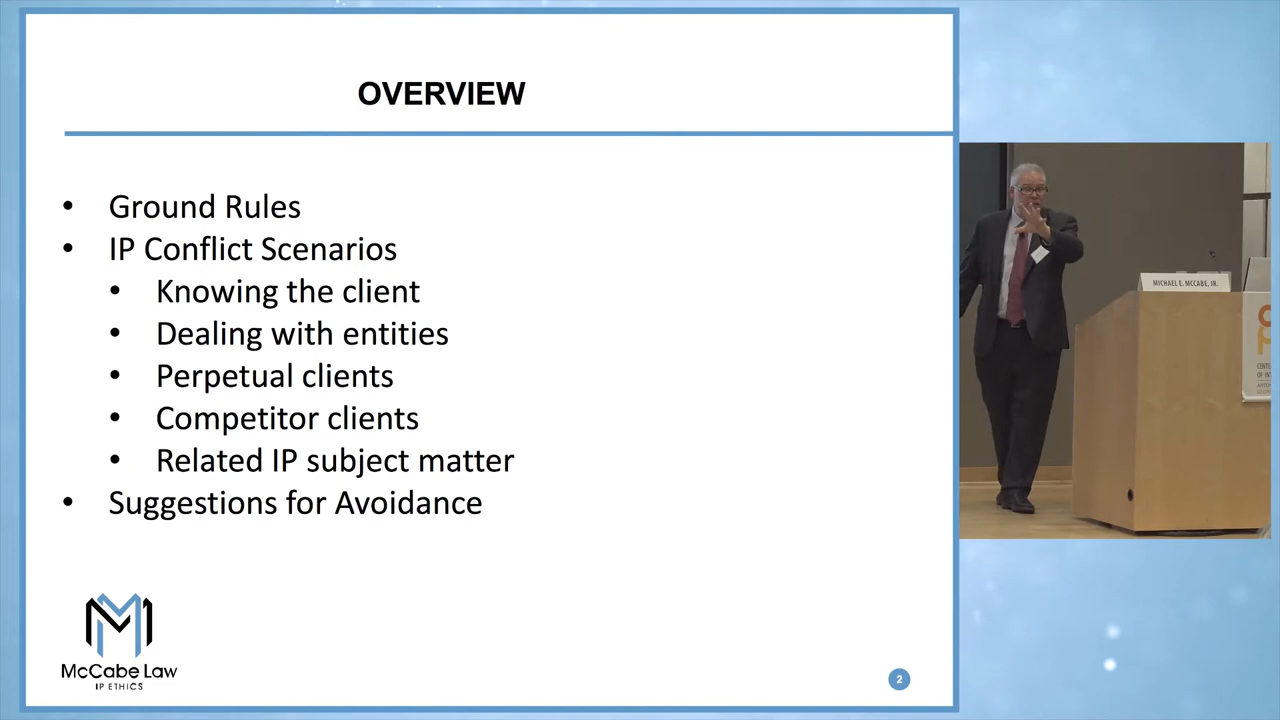 OVERVIEW
• Ground Rules
• IP Conflict Scenarios
• Knowing the client
• Dealing with entities
• Perpetual clients
• Competitor clients
• Related IP subject matter
• Suggestions for Avoidance
McCabe Law
IP ETHICS
2
MICHAEL E. MCCABE, JR.